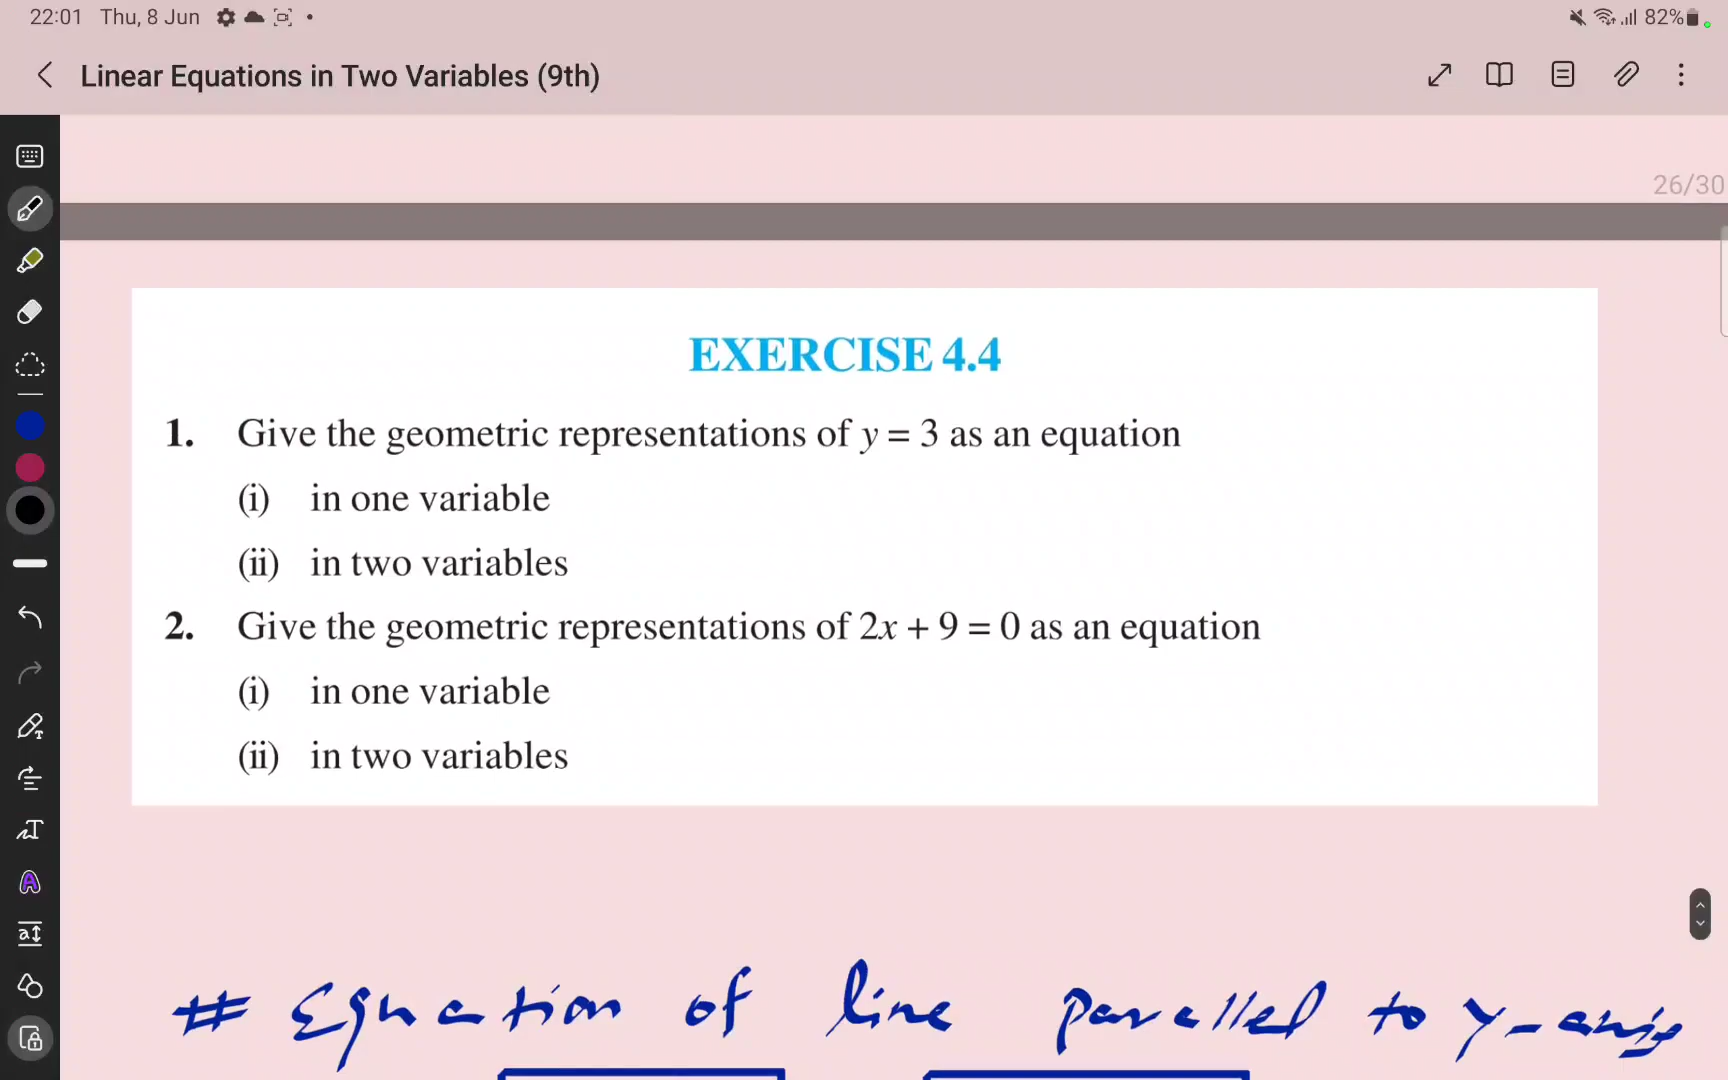 22:01 Thu, 8 Jun 82%
Linear Equations in Two Variables (9th)
26/30
EXERCISE 4.4
1. Give the geometric representations of y = 3 as an equation
(i) in one variable
(ii) in two variables
2. Give the geometric representations of 2x + 9 = 0 as an equation
(i) in one variable
(ii) in two variables
# Equation of line parallel to y-axis